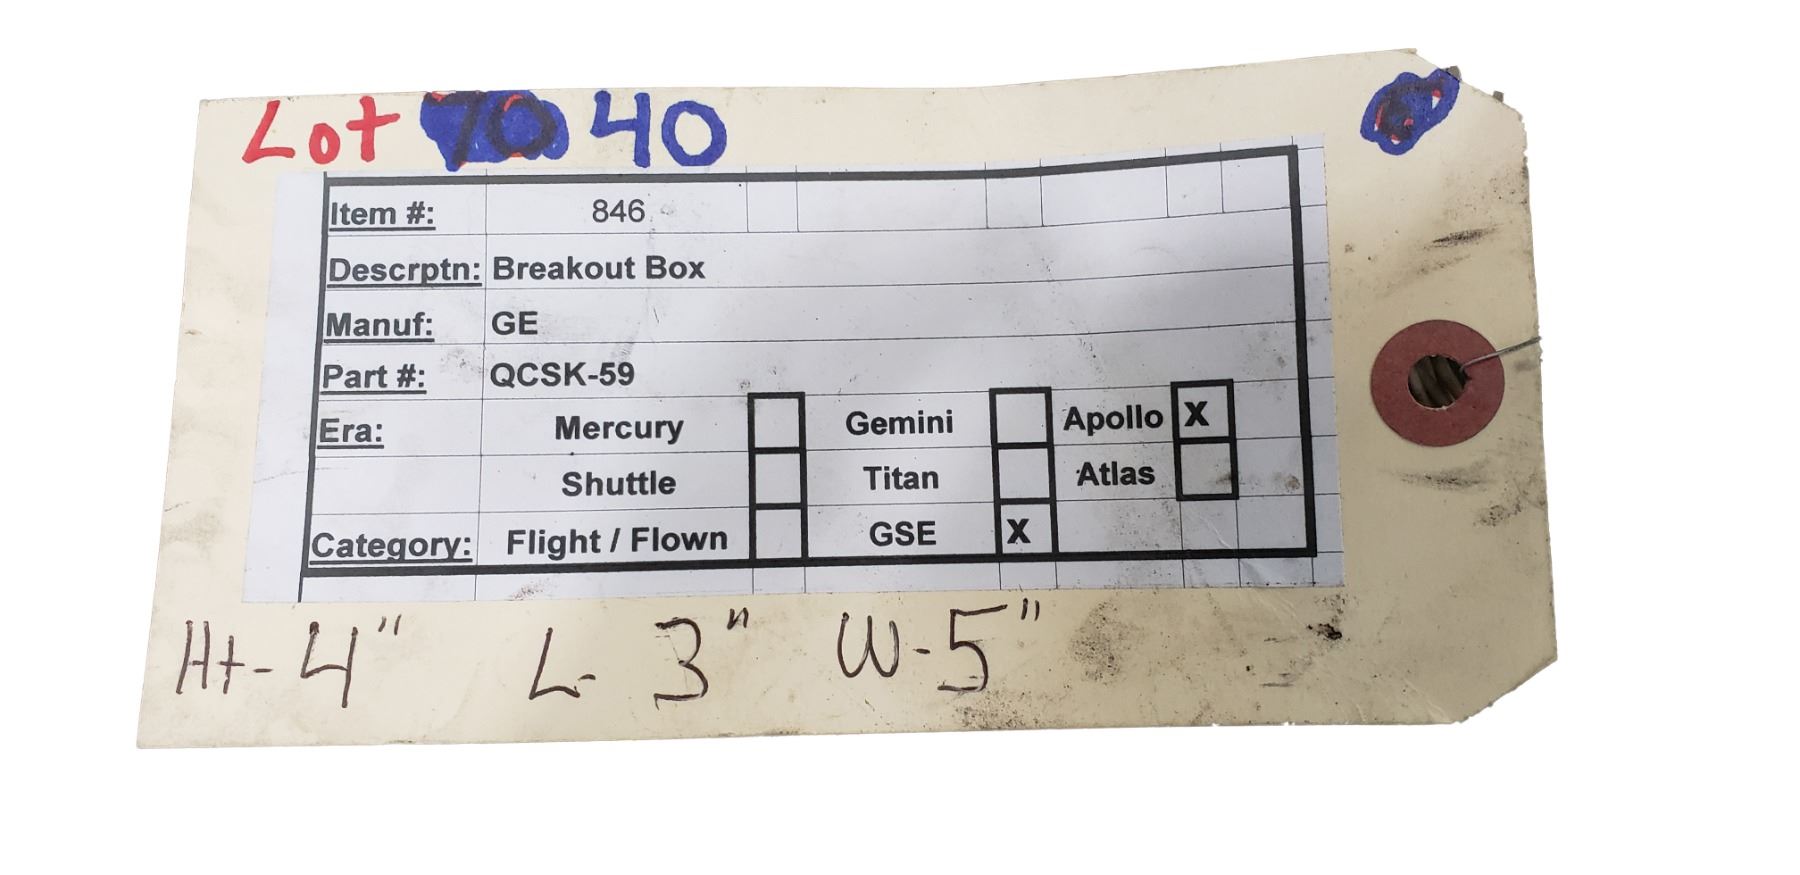 Lot 40
Item #: 846
Descrptn: Breakout Box
Manuf: GE
Part #: QCSK-59
Era: Mercury Gemini Apollo X
Shuttle Titan Atlas
Category: Flight / Flown GSE X
Ht- 4" L- 3" W-5"